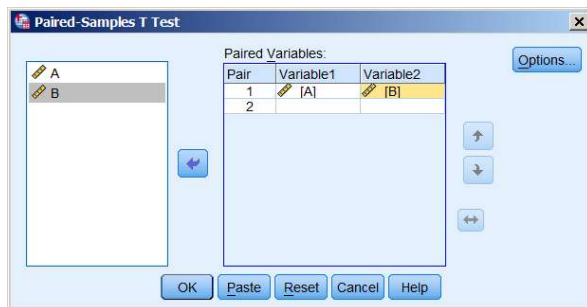 Paired-Samples T Test
Paired Variables:
Options...
A
B
Pair Variable1 Variable2
1 [A] [B]
2
OK Paste Reset Cancel Help